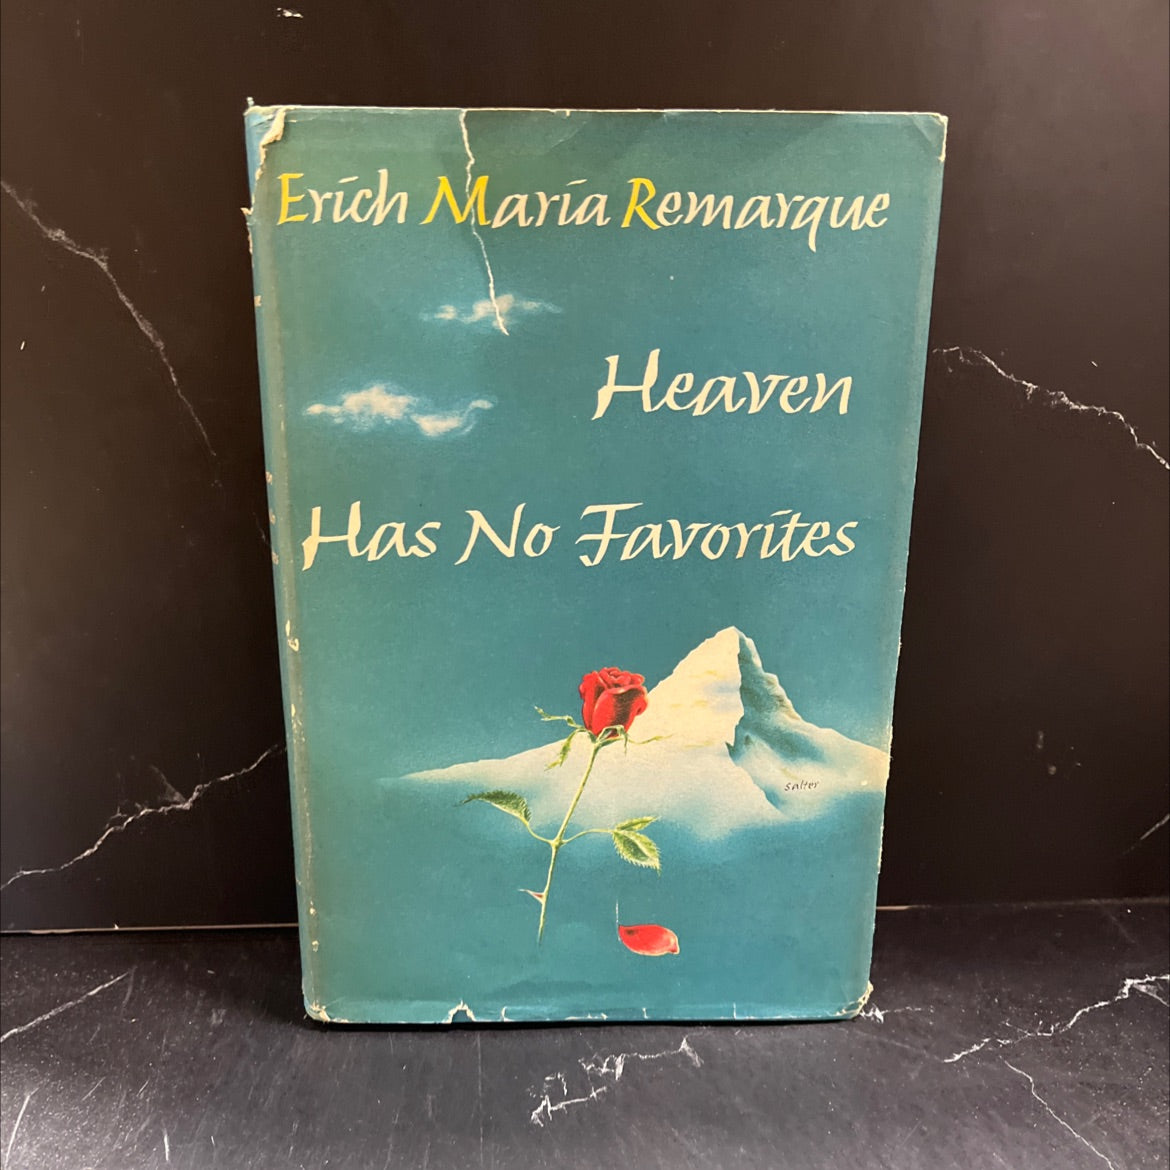 Erich Maria Remarque
Heaven
Has No Favorites
salter